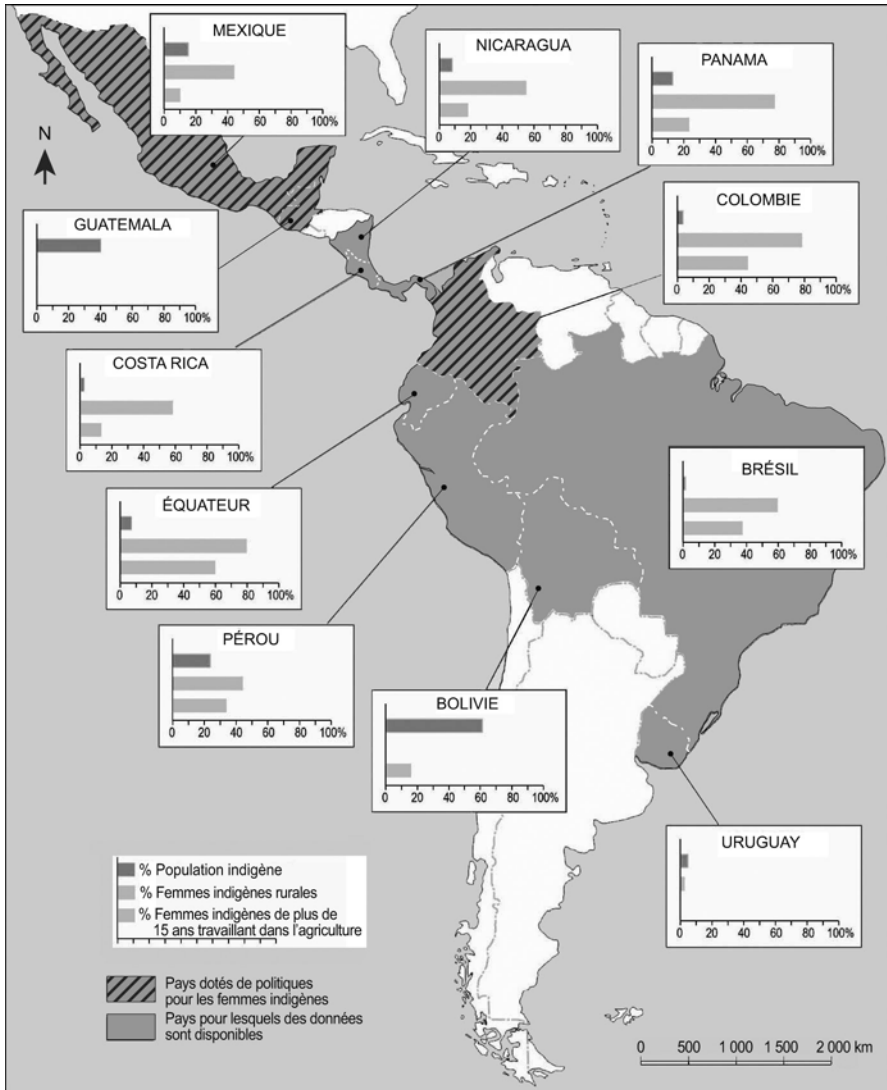 MEXIQUE
0 20 40 60 80 100%
NICARAGUA
0 20 40 60 80 100%
PANAMA
0 20 40 60 80 100%
N
GUATEMALA
0 20 40 60 80 100%
COLOMBIE
0 20 40 60 80 100%
COSTA RICA
0 20 40 60 80 100%
ÉQUATEUR
0 20 40 60 80 100%
BRÉSIL
0 20 40 60 80 100%
PÉROU
0 20 40 60 80 100%
BOLIVIE
0 20 40 60 80 100%
URUGUAY
0 20 40 60 80 100%
% Population indigène
% Femmes indigènes rurales
% Femmes indigènes de plus de
15 ans travaillant dans l'agriculture
Pays dotés de politiques
pour les femmes indigènes
Pays pour lesquels des données
sont disponibles
0 500 1 000 1 500 2 000 km